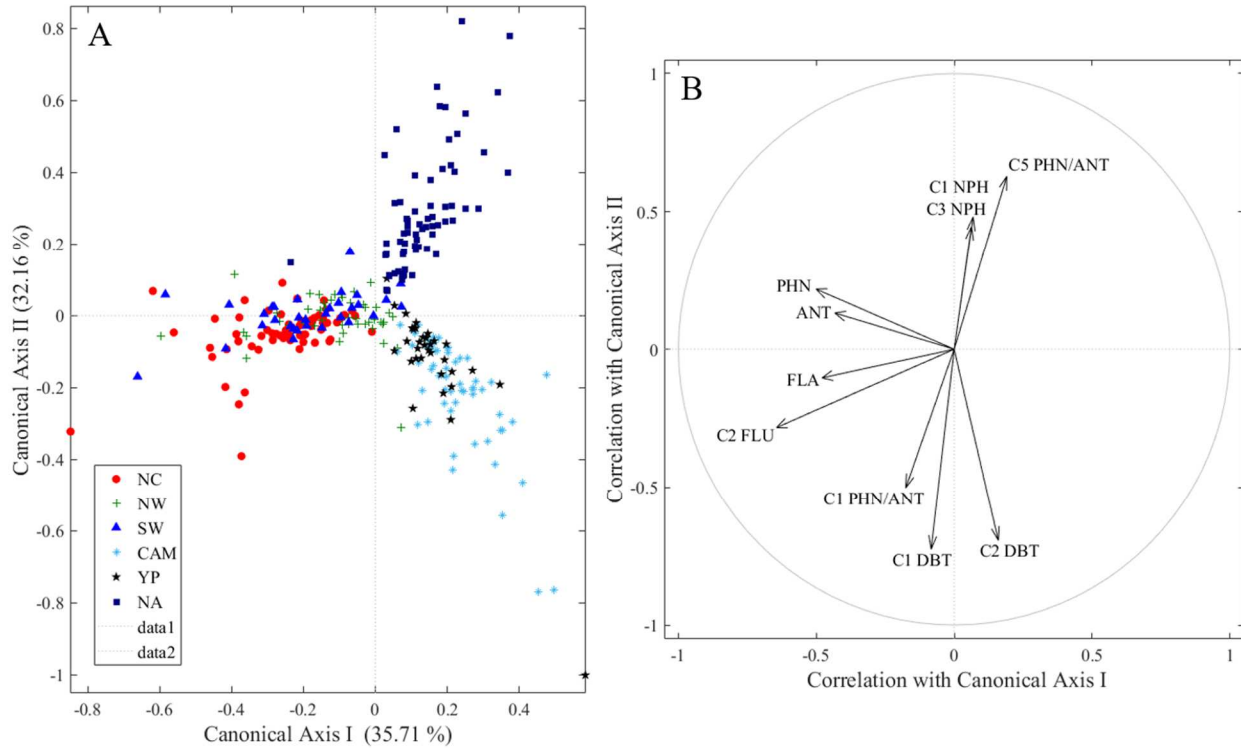 A
Canonical Axis II (32.16 %)
0.8
0.6
0.4
0.2
0
-0.2
-0.4
-0.6
-0.8
-1
NC
NW
SW
CAM
YP
NA
data1
data2
-0.8
-0.6
-0.4
-0.2
0
0.2
0.4
Canonical Axis I (35.71 %)
B
Correlation with Canonical Axis II
1
0.5
0
-0.5
-1
C5 PHN/ANT
C1 NPH
C3 NPH
PHN
ANT
FLA
C2 FLU
C1 PHN/ANT
C1 DBT
C2 DBT
-1
-0.5
0
0.5
1
Correlation with Canonical Axis I